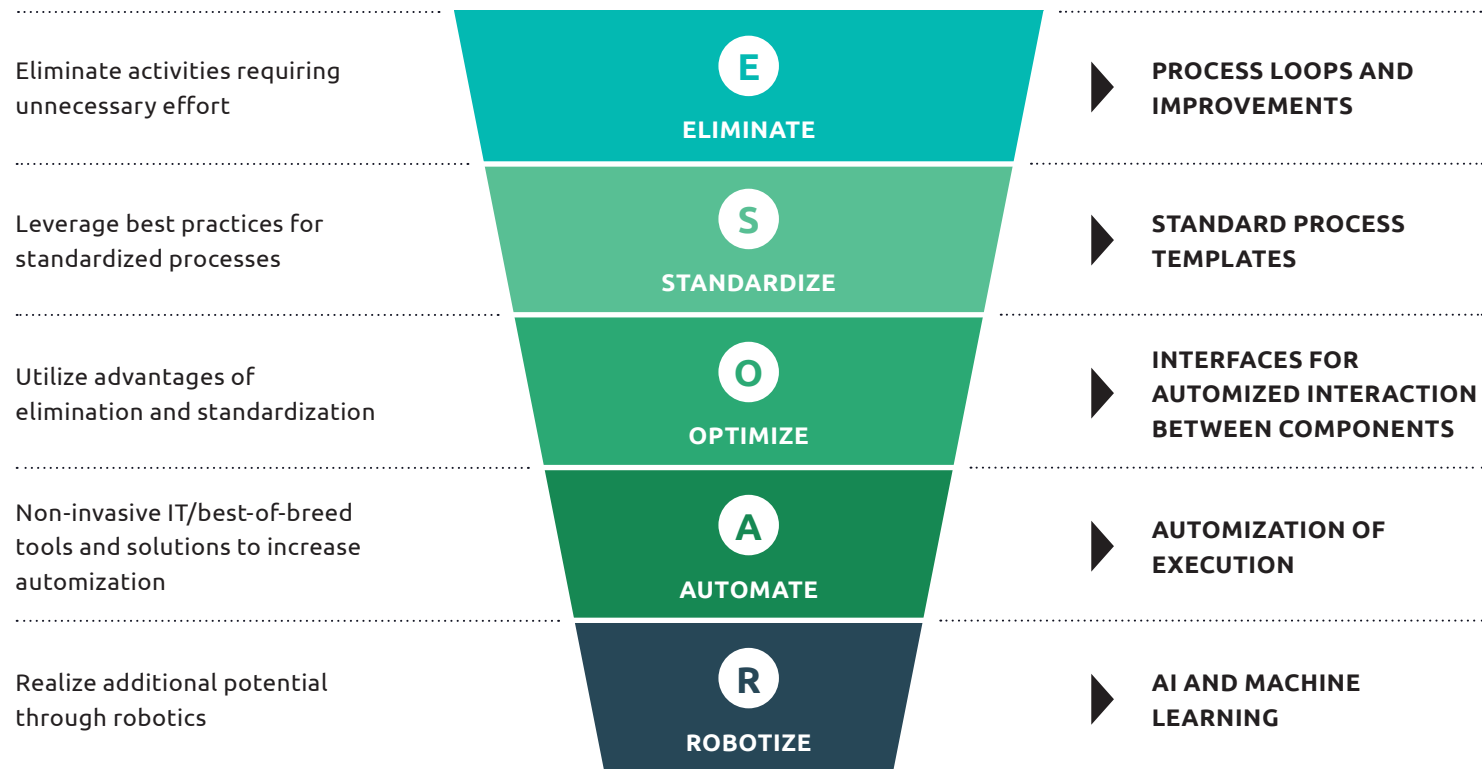 Eliminate activities requiring
unnecessary effort
E
ELIMINATE
PROCESS LOOPS AND
IMPROVEMENTS
Leverage best practices for
standardized processes
S
STANDARDIZE
STANDARD PROCESS
TEMPLATES
Utilize advantages of
elimination and standardization
O
OPTIMIZE
INTERFACES FOR
AUTOMIZED INTERACTION
BETWEEN COMPONENTS
Non-invasive IT/best-of-breed
tools and solutions to increase
automization
A
AUTOMATE
AUTOMIZATION OF
EXECUTION
Realize additional potential
through robotics
R
ROBOTIZE
AI AND MACHINE
LEARNING